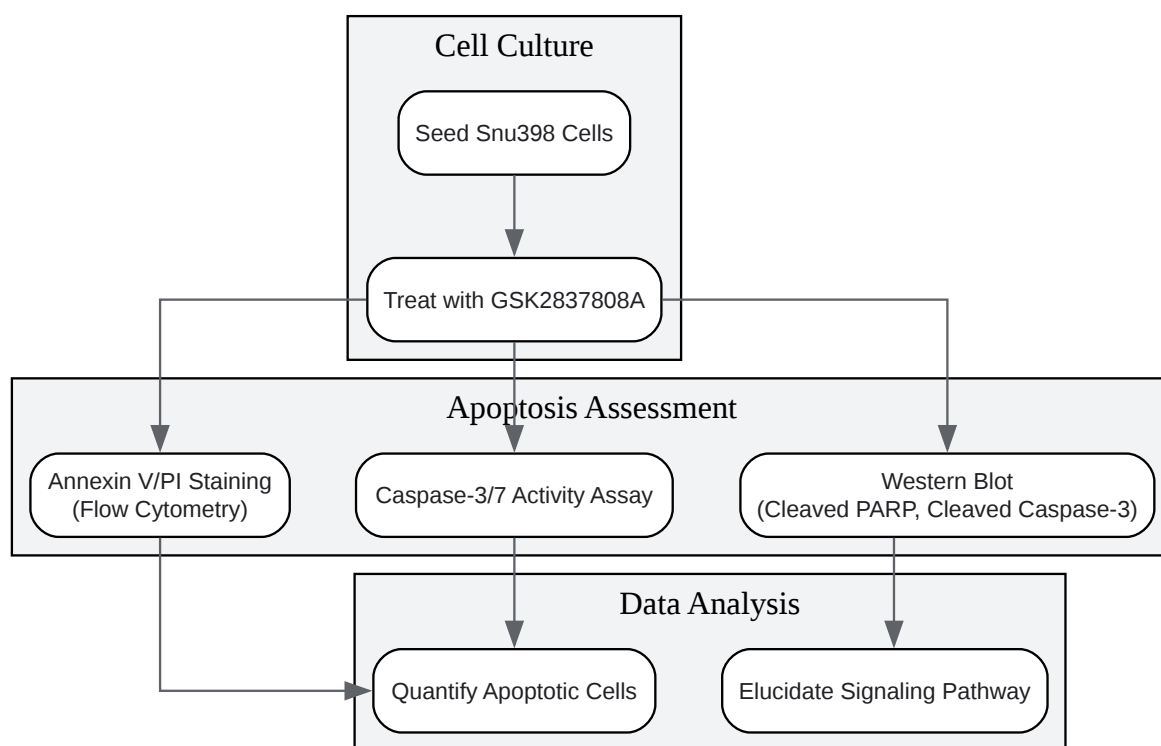 Cell Culture
Seed Snu398 Cells
Treat with GSK2837808A
Apoptosis Assessment
Annexin V/PI Staining
(Flow Cytometry)
Caspase-3/7 Activity Assay
Western Blot
(Cleaved PARP, Cleaved Caspase-3)
Data Analysis
Quantify Apoptotic Cells
Elucidate Signaling Pathway